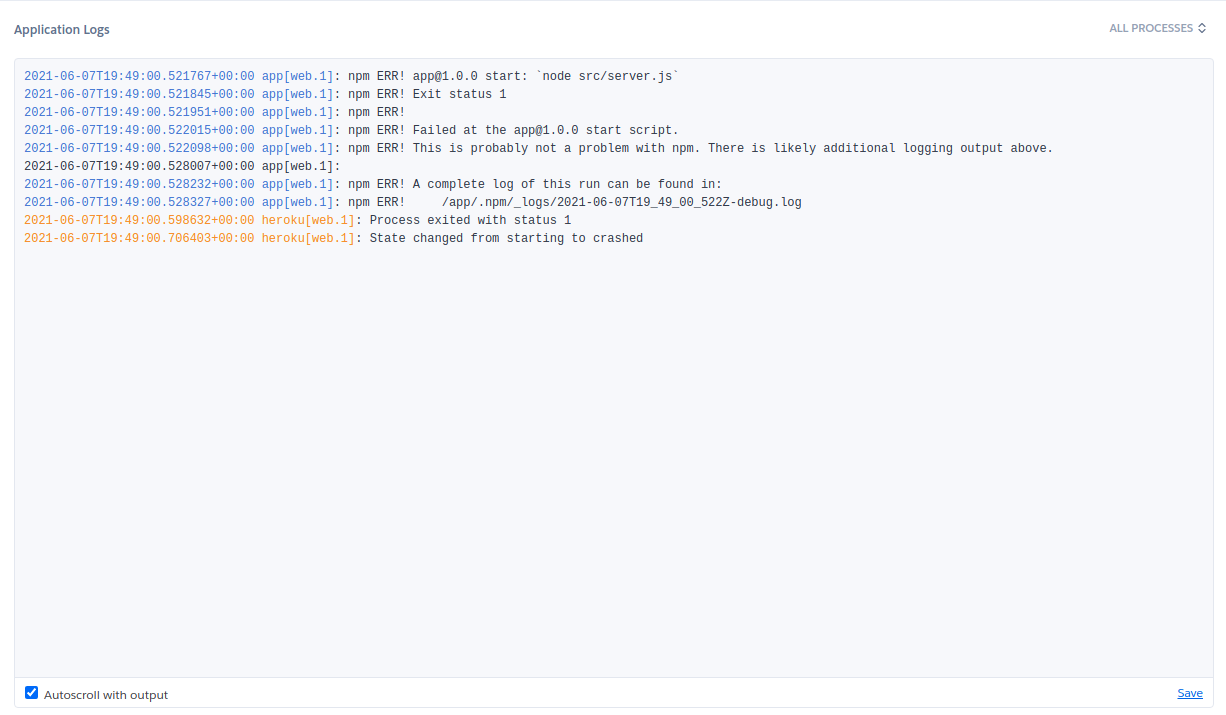 Application Logs
ALL PROCESSES
2021-06-07T19:49:00.521767+00:00 app[web.1]: npm ERR! app@1.0.0 start: `node src/server.js`
2021-06-07T19:49:00.521845+00:00 app[web.1]: npm ERR! Exit status 1
2021-06-07T19:49:00.521951+00:00 app[web.1]: npm ERR!
2021-06-07T19:49:00.522015+00:00 app[web.1]: npm ERR! Failed at the app@1.0.0 start script.
2021-06-07T19:49:00.522098+00:00 app[web.1]: npm ERR! This is probably not a problem with npm. There is likely additional logging output above.
2021-06-07T19:49:00.528007+00:00 app[web.1]:
2021-06-07T19:49:00.528232+00:00 app[web.1]: npm ERR! A complete log of this run can be found in:
2021-06-07T19:49:00.528327+00:00 app[web.1]: npm ERR!     /app/.npm/_logs/2021-06-07T19_49_00_522Z-debug.log
2021-06-07T19:49:00.598632+00:00 heroku[web.1]: Process exited with status 1
2021-06-07T19:49:00.706403+00:00 heroku[web.1]: State changed from starting to crashed
Autoscroll with output
Save